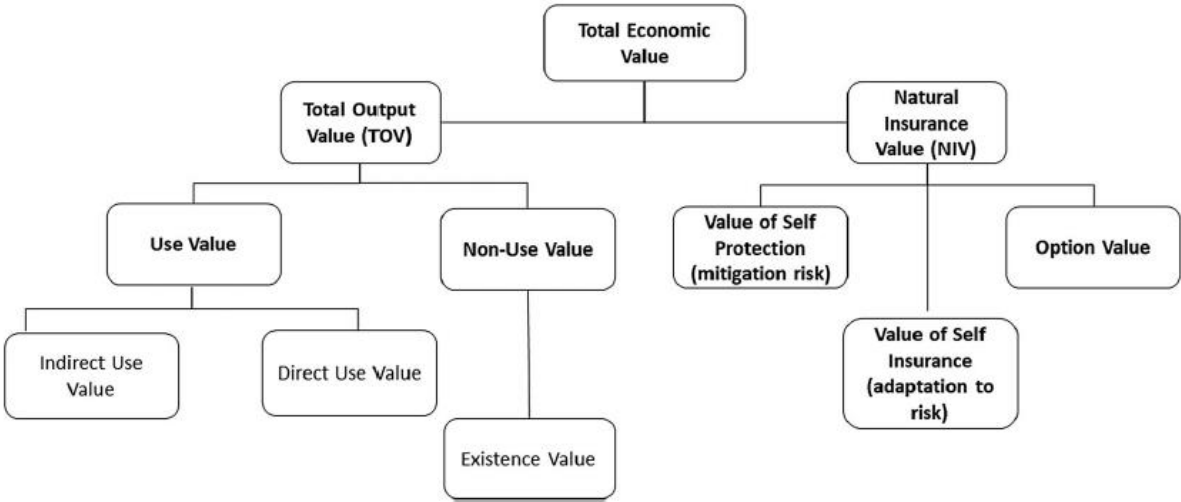 Total Economic
Value
Total Output
Value (TOV)
Natural
Insurance
Value (NIV)
Use Value
Non-Use Value
Value of Self
Protection
(mitigation risk)
Option Value
Indirect Use
Value
Direct Use Value
Value of Self
Insurance
(adaptation to
risk)
Existence Value